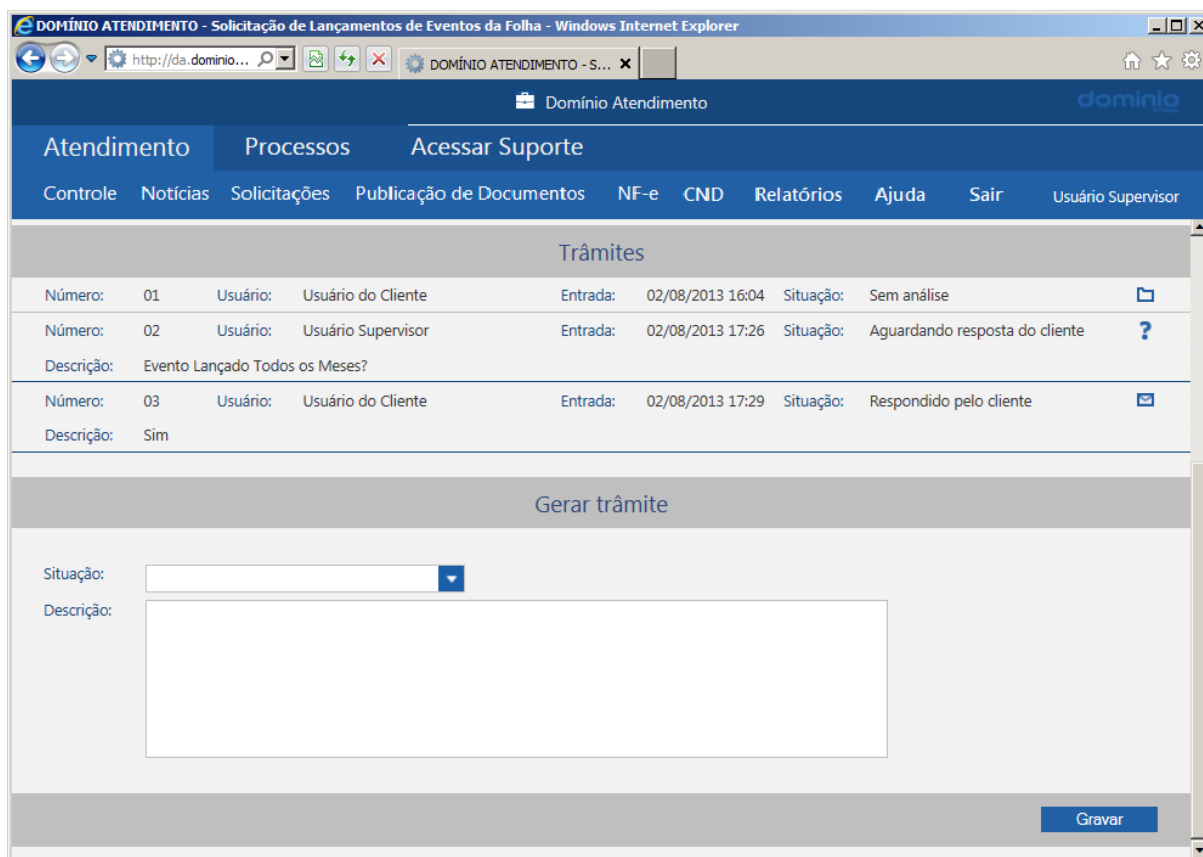 DOMÍNIO ATENDIMENTO - Solicitação de Lançamentos de Eventos da Folha - Windows Internet Explorer
http://da.dominio... DOMÍNIO ATENDIMENTO - S...
Domínio Atendimento domínio
Atendimento Processos Acessar Suporte
Controle Notícias Solicitações Publicação de Documentos NF-e CND Relatórios Ajuda Sair Usuário Supervisor
Trâmites
Número: 01 Usuário: Usuário do Cliente Entrada: 02/08/2013 16:04 Situação: Sem análise
Número: 02 Usuário: Usuário Supervisor Entrada: 02/08/2013 17:26 Situação: Aguardando resposta do cliente ?
Descrição: Evento Lançado Todos os Meses?
Número: 03 Usuário: Usuário do Cliente Entrada: 02/08/2013 17:29 Situação: Respondido pelo cliente
Descrição: Sim
Gerar trâmite
Situação:
Descrição:
Gravar